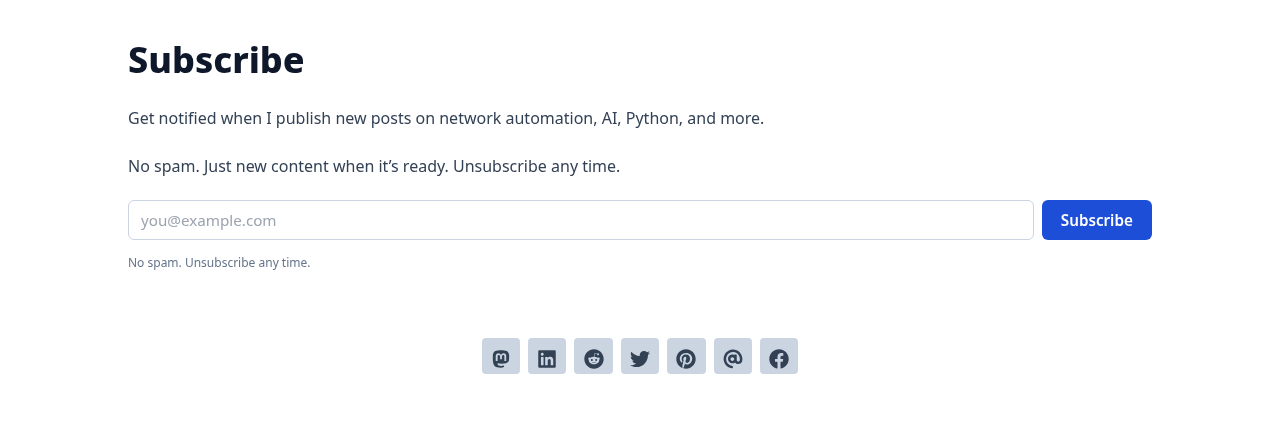 Subscribe
Get notified when I publish new posts on network automation, AI, Python, and more.
No spam. Just new content when it’s ready. Unsubscribe any time.
you@example.com
Subscribe
No spam. Unsubscribe any time.